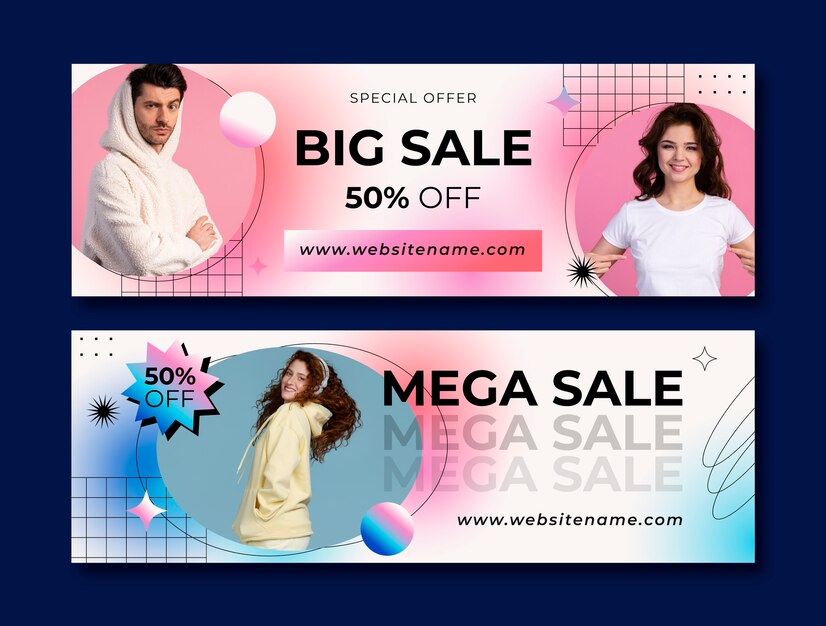 SPECIAL OFFER
BIG SALE
50% OFF
www.websitename.com
50%
OFF
MEGA SALE
MEGA SALE
MEGA SALE
www.websitename.com